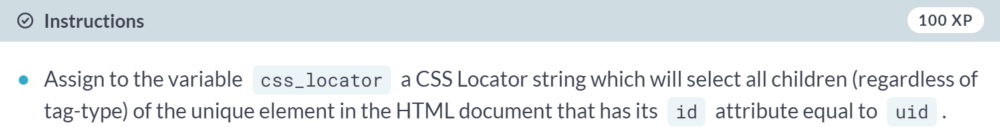 Instructions 100 XP
Assign to the variable css_locator a CSS Locator string which will select all children (regardless of
tag-type) of the unique element in the HTML document that has its id attribute equal to uid .